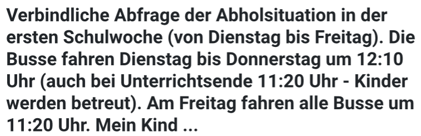 Verbindliche Abfrage der Abholsituation in der
ersten Schulwoche (von Dienstag bis Freitag). Die
Busse fahren Dienstag bis Donnerstag um 12:10
Uhr (auch bei Unterrichtsende 11:20 Uhr - Kinder
werden betreut). Am Freitag fahren alle Busse um
11:20 Uhr. Mein Kind ...